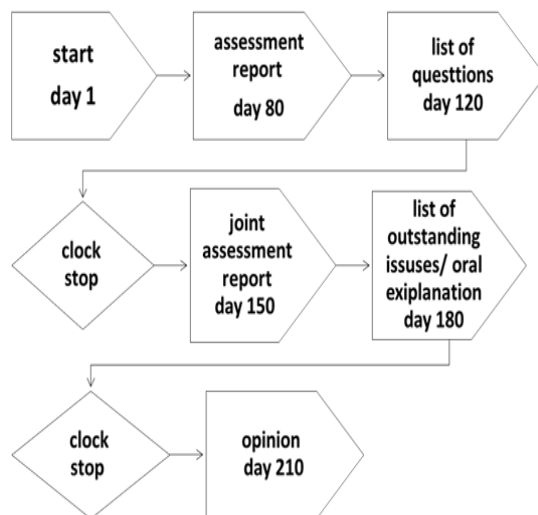 start
day 1
assessment
report
day 80
list of
questtions
day 120
clock
stop
joint
assessment
report
day 150
list of
outstanding
issuses/ oral
exiplanation
day 180
clock
stop
opinion
day 210